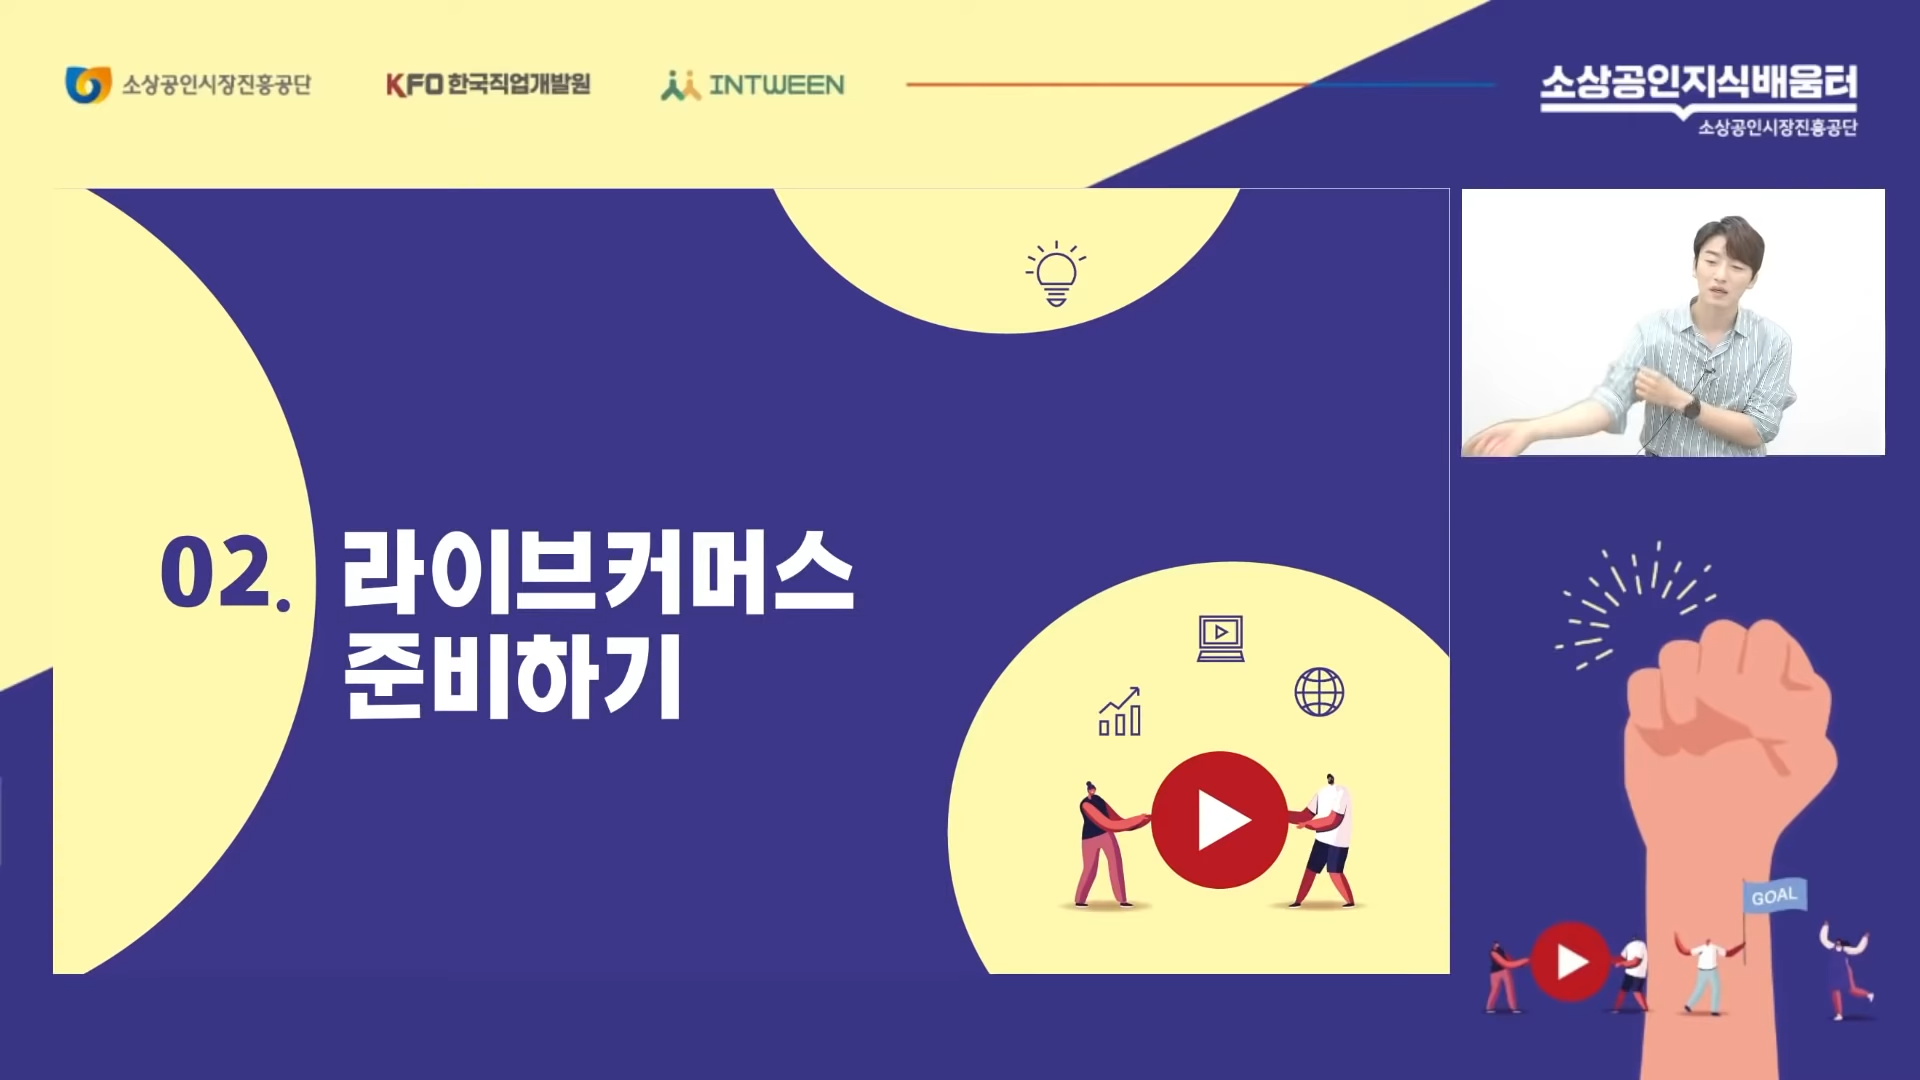 소상공인시장진흥공단
KFO 한국직업개발원
INTWEEN
소상공인지식배움터
소상공인시장진흥공단
02. 라이브커머스
준비하기
GOAL